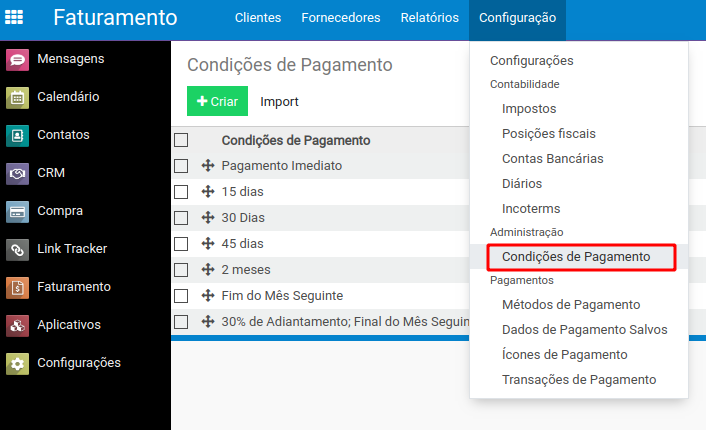 Faturamento
Clientes Fornecedores Relatórios Configuração
Mensagens
Calendário
Contatos
CRM
Compra
Link Tracker
Faturamento
Aplicativos
Configurações
Condições de Pagamento
Criar Import
Condições de Pagamento
Pagamento Imediato
15 dias
30 Dias
45 dias
2 meses
Fim do Mês Seguinte
30% de Adiantamento; Final do Mês Seguin
Configurações
Contabilidade
Impostos
Posições fiscais
Contas Bancárias
Diários
Incoterms
Administração
Condições de Pagamento
Pagamentos
Métodos de Pagamento
Dados de Pagamento Salvos
Ícones de Pagamento
Transações de Pagamento